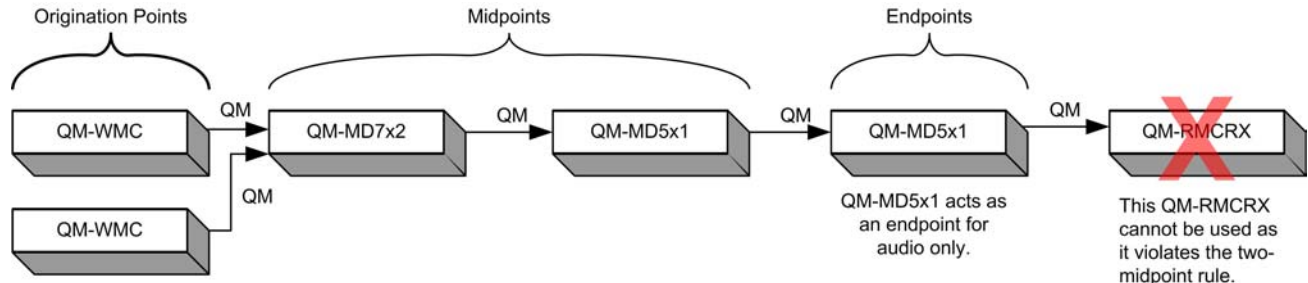 Origination Points
Midpoints
Endpoints
QM-WMC
QM
QM-MD7x2
QM
QM-MD5x1
QM
QM-MD5x1
QM
QM-RMCRX
QM-WMC
QM
QM-MD5x1 acts as
an endpoint for
audio only.
This QM-RMCRX
cannot be used as
it violates the two-
midpoint rule.